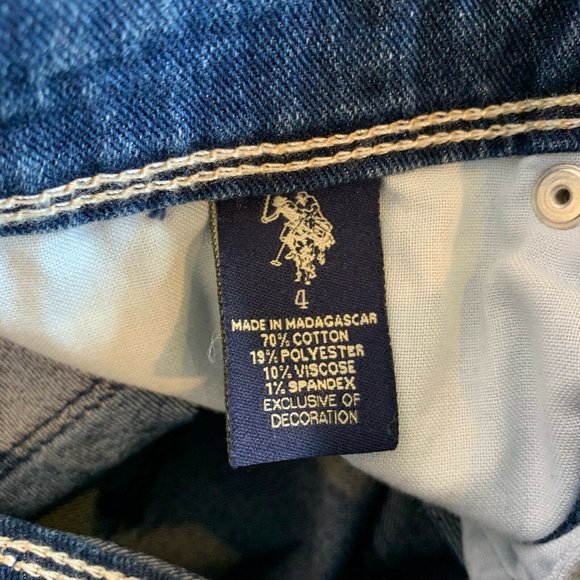 4
MADE IN MADAGASCAR
70% COTTON
19% POLYESTER
10% VISCOSE
1% SPANDEX
EXCLUSIVE OF
DECORATION